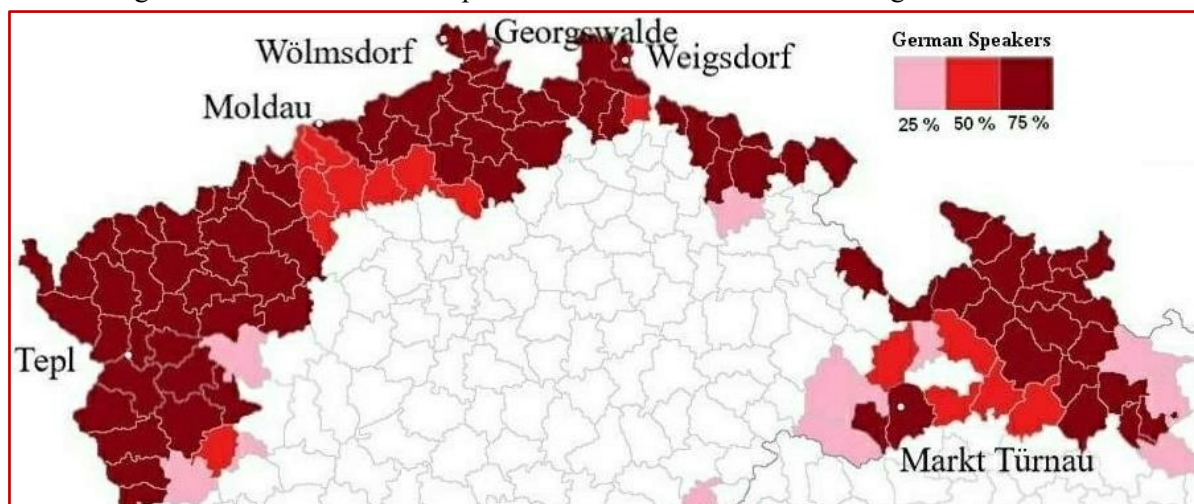 Georgswalde
German Speakers
Wölmsdorf
Weigsdorf
Moldau
25 % 50 % 75 %
Tepl
Markt Türnau